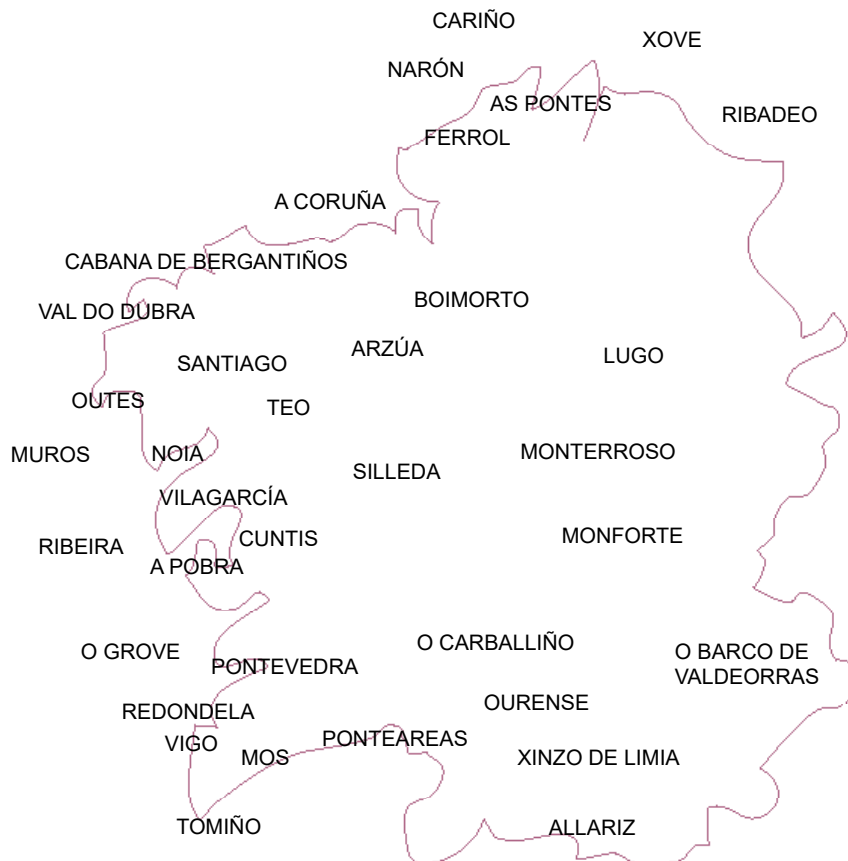 CARIÑO
XOVE
NARÓN
AS PONTES
RIBADEO
FERROL
A CORUÑA
CABANA DE BERGANTIÑOS
BOIMORTO
VAL DO DUBRA
ARZÚA
LUGO
SANTIAGO
OUTES
TEO
MUROS
NOIA
MONTERROSO
SILLEDA
VILAGARCÍA
MONFORTE
CUNTIS
RIBEIRA
A POBRA
O CARBALLIÑO
O GROVE
O BARCO DE
VALDEORRAS
PONTEVEDRA
OURENSE
REDONDELA
PONTEAREAS
VIGO
MOS
XINZO DE LIMIA
TOMIÑO
ALLARIZ